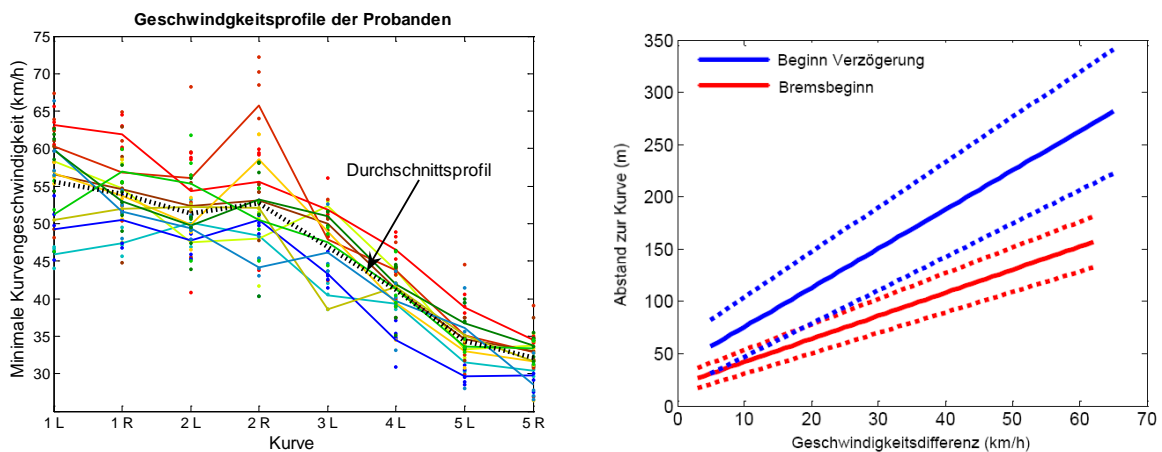 Geschwindgkeitsprofile der Probanden
Minimale Kurvengeschwindigkeit (km/h)
75
70
65
60
55
50
45
40
35
30
Durchschnittsprofil
1 L 1 R 2 L 2 R 3 L 4 L 5 L 5 R
Kurve
Abstand zur Kurve (m)
350
300
250
200
150
100
50
0
Beginn Verzögerung
Bremsbeginn
0 10 20 30 40 50 60 70
Geschwindigkeitsdifferenz (km/h)